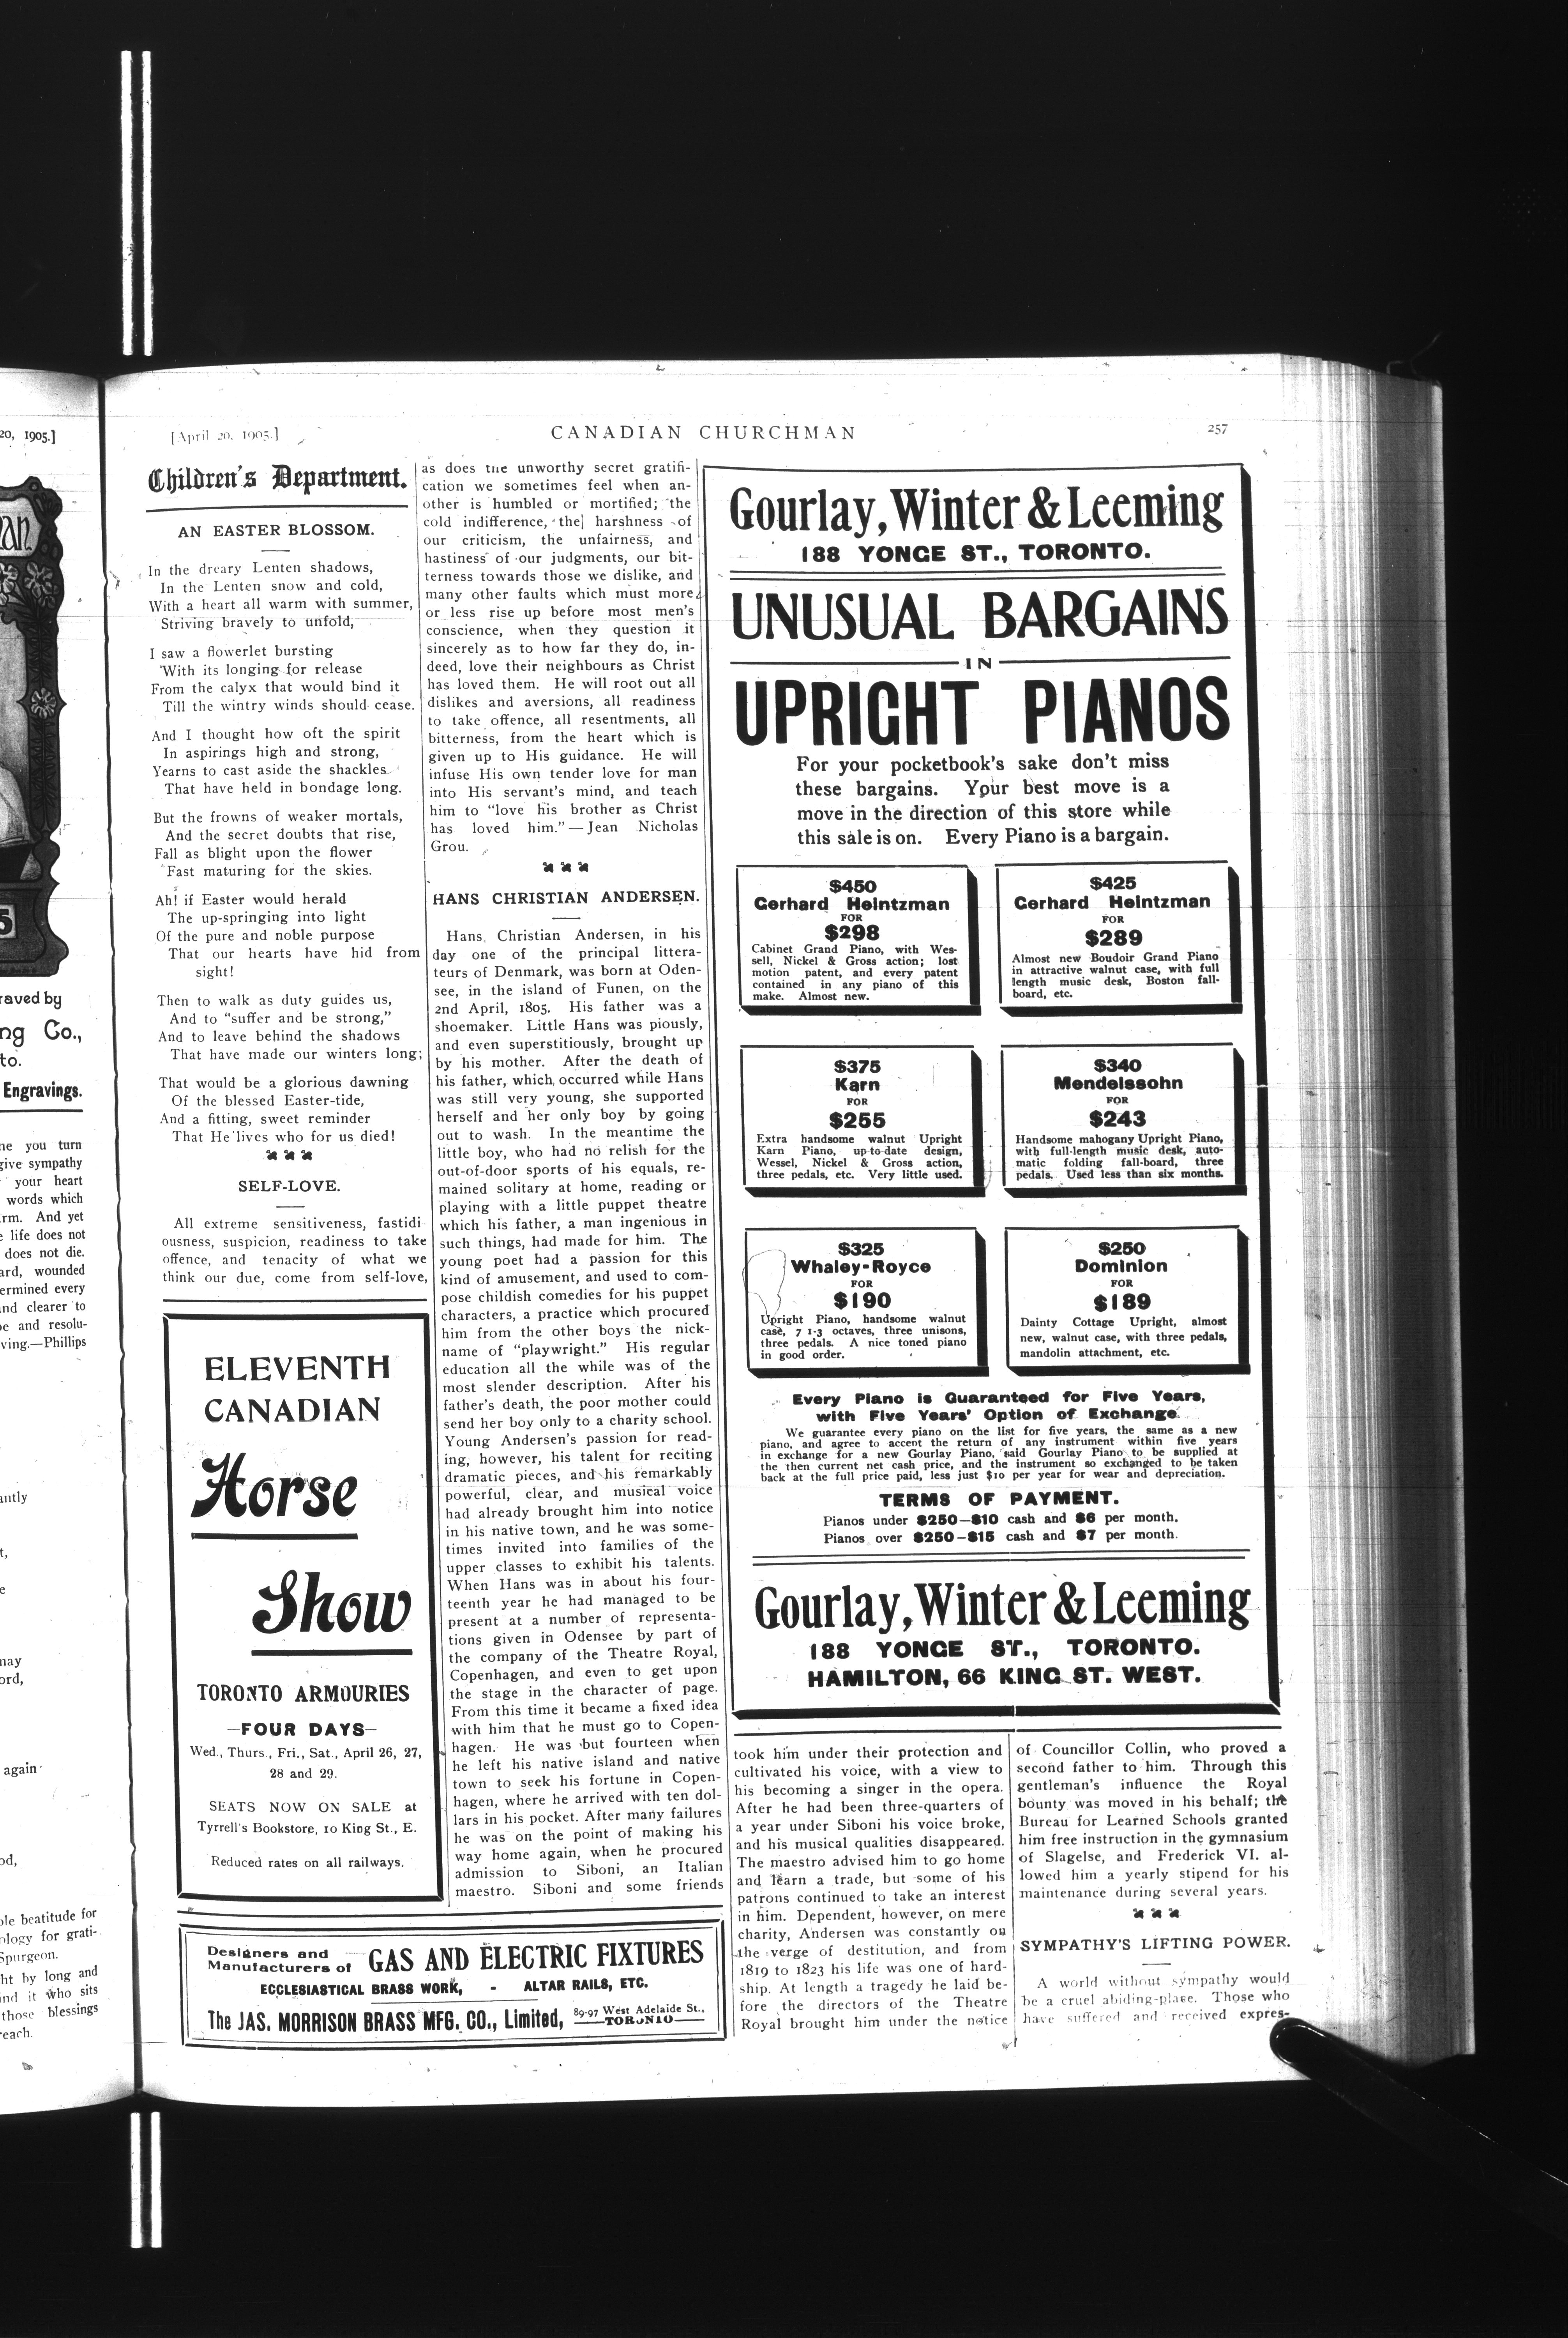 20, 1905.]
raved by
ng Co.,
to.
Engravings.
ne you turn
give sympathy
your heart
words which
rm. And yet
e life does not
does not die.
ard, wounded
ermined every
and clearer to
be and resolu-
ving.—Phillips
antly
t,
e
may
ord,
again
od,
ble beatitude for
ology for grati-
Spurgeon.
ht by long and
ind it who sits
those blessings
reach.
[April 20, 1905.]
CANADIAN CHURCHMAN
257
Children's Department.
AN EASTER BLOSSOM.
In the dreary Lenten shadows,
In the Lenten snow and cold,
With a heart all warm with summer,
Striving bravely to unfold,
I saw a flowerlet bursting
With its longing for release
From the calyx that would bind it
Till the wintry winds should cease.
And I thought how oft the spirit
In aspirings high and strong,
Yearns to cast aside the shackles
That have held in bondage long.
But the frowns of weaker mortals,
And the secret doubts that rise,
Fall as blight upon the flower
Fast maturing for the skies.
Ah! if Easter would herald
The up-springing into light
Of the pure and noble purpose
That our hearts have hid from
sight!
Then to walk as duty guides us,
And to "suffer and be strong,"
And to leave behind the shadows
That have made our winters long;
That would be a glorious dawning
Of the blessed Easter-tide,
And a fitting, sweet reminder
That He lives who for us died!
SELF-LOVE.
All extreme sensitiveness, fastidi-
ousness, suspicion, readiness to take
offence, and tenacity of what we
think our due, come from self-love,
ELEVENTH
CANADIAN
Horse
Show
TORONTO ARMOURIES
—FOUR DAYS—
Wed., Thurs., Fri., Sat., April 26, 27,
28 and 29.
SEATS NOW ON SALE at
Tyrrell's Bookstore, 10 King St., E.
Reduced rates on all railways.
as does the unworthy secret gratifi-
cation we sometimes feel when an-
other is humbled or mortified; the
cold indifference, the harshness of
our criticism, the unfairness, and
hastiness of our judgments, our bit-
terness towards those we dislike, and
many other faults which must more
or less rise up before most men's
conscience, when they question it
sincerely as to how far they do, in-
deed, love their neighbours as Christ
has loved them. He will root out all
dislikes and aversions, all readiness
to take offence, all resentments, all
bitterness, from the heart which is
given up to His guidance. He will
infuse His own tender love for man
into His servant's mind, and teach
him to "love his brother as Christ
has loved him."—Jean Nicholas
Grou.
HANS CHRISTIAN ANDERSEN.
Hans Christian Andersen, in his
day one of the principal littera-
teurs of Denmark, was born at Oden-
see, in the island of Funen, on the
2nd April, 1805. His father was a
shoemaker. Little Hans was piously,
and even superstitiously, brought up
by his mother. After the death of
his father, which occurred while Hans
was still very young, she supported
herself and her only boy by going
out to wash. In the meantime the
little boy, who had no relish for the
out-of-door sports of his equals, re-
mained solitary at home, reading or
playing with a little puppet theatre
which his father, a man ingenious in
such things, had made for him. The
young poet had a passion for this
kind of amusement, and used to com-
pose childish comedies for his puppet
characters, a practice which procured
him from the other boys the nick-
name of "playwright." His regular
education all the while was of the
most slender description. After his
father's death, the poor mother could
send her boy only to a charity school.
Young Andersen's passion for read-
ing, however, his talent for reciting
dramatic pieces, and his remarkably
powerful, clear, and musical voice
had already brought him into notice
in his native town, and he was some-
times invited into families of the
upper classes to exhibit his talents.
When Hans was in about his four-
teenth year he had managed to be
present at a number of representa-
tions given in Odensee by part of
the company of the Theatre Royal,
Copenhagen, and even to get upon
the stage in the character of page.
From this time it became a fixed idea
with him that he must go to Copen-
hagen. He was but fourteen when
he left his native island and native
town to seek his fortune in Copen-
hagen, where he arrived with ten dol-
lars in his pocket. After many failures
he was on the point of making his
way home again, when he procured
admission to Siboni, an Italian
maestro. Siboni and some friends
Designers and
Manufacturers of GAS AND ELECTRIC FIXTURES
ECCLESIASTICAL BRASS WORK, - ALTAR RAILS, ETC.
The JAS. MORRISON BRASS MFG. CO., Limited, 89-97 West Adelaide St.,
TORONTO
Gourlay, Winter & Leeming
188 YONGE ST., TORONTO.
UNUSUAL BARGAINS
IN
UPRIGHT PIANOS
For your pocketbook's sake don't miss
these bargains. Your best move is a
move in the direction of this store while
this sale is on. Every Piano is a bargain.
$450
Gerhard Heintzman
FOR
$298
Cabinet Grand Piano, with Wes-
sell, Nickel & Gross action; lost
motion patent, and every patent
contained in any piano of this
make. Almost new.
$425
Gerhard Heintzman
FOR
$289
Almost new Boudoir Grand Piano
in attractive walnut case, with full
length music desk, Boston fall-
board, etc.
$375
Karn
FOR
$255
Extra handsome walnut Upright
Karn Piano, up-to-date design,
Wessel, Nickel & Gross action,
three pedals, etc. Very little used.
$340
Mendelssohn
FOR
$243
Handsome mahogany Upright Piano,
with full-length music desk, auto-
matic folding fall-board, three
pedals. Used less than six months.
$325
Whaley-Royce
FOR
$190
Upright Piano, handsome walnut
case, 7 1-3 octaves, three unisons,
three pedals. A nice toned piano
in good order.
$250
Dominion
FOR
$189
Dainty Cottage Upright, almost
new, walnut case, with three pedals,
mandolin attachment, etc.
Every Piano is Guaranteed for Five Years,
with Five Years' Option of Exchange.
We guarantee every piano on the list for five years, the same as a new
piano, and agree to accent the return of any instrument within five years
in exchange for a new Gourlay Piano, said Gourlay Piano to be supplied at
the then current net cash price, and the instrument so exchanged to be taken
back at the full price paid, less just $10 per year for wear and depreciation.
TERMS OF PAYMENT.
Pianos under $250—$10 cash and $6 per month.
Pianos over $250—$15 cash and $7 per month.
Gourlay, Winter & Leeming
188 YONGE ST., TORONTO.
HAMILTON, 66 KING ST. WEST.
took him under their protection and
cultivated his voice, with a view to
his becoming a singer in the opera.
After he had been three-quarters of
a year under Siboni his voice broke,
and his musical qualities disappeared.
The maestro advised him to go home
and learn a trade, but some of his
patrons continued to take an interest
in him. Dependent, however, on mere
charity, Andersen was constantly on
the verge of destitution, and from
1819 to 1823 his life was one of hard-
ship. At length a tragedy he laid be-
fore the directors of the Theatre
Royal brought him under the notice
of Councillor Collin, who proved a
second father to him. Through this
gentleman's influence the Royal
bounty was moved in his behalf; the
Bureau for Learned Schools granted
him free instruction in the gymnasium
of Slagelse, and Frederick VI. al-
lowed him a yearly stipend for his
maintenance during several years.
SYMPATHY'S LIFTING POWER.
A world without sympathy would
be a cruel abiding-place. Those who
have suffered and received expres-